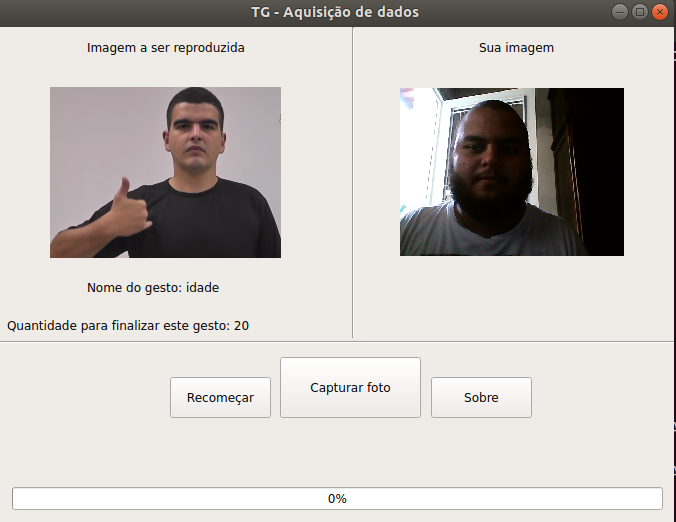 TG - Aquisição de dados
Imagem a ser reproduzida
Sua imagem
Nome do gesto: idade
Quantidade para finalizar este gesto: 20
Recomeçar
Capturar foto
Sobre
0%